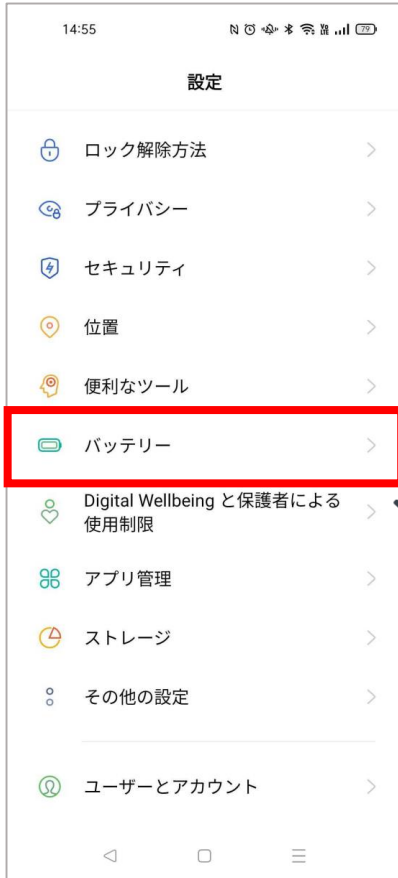 14:55 79
設定
ロック解除方法
プライバシー
セキュリティ
位置
便利なツール
バッテリー
Digital Wellbeing と保護者による
使用制限
アプリ管理
ストレージ
その他の設定
ユーザーとアカウント